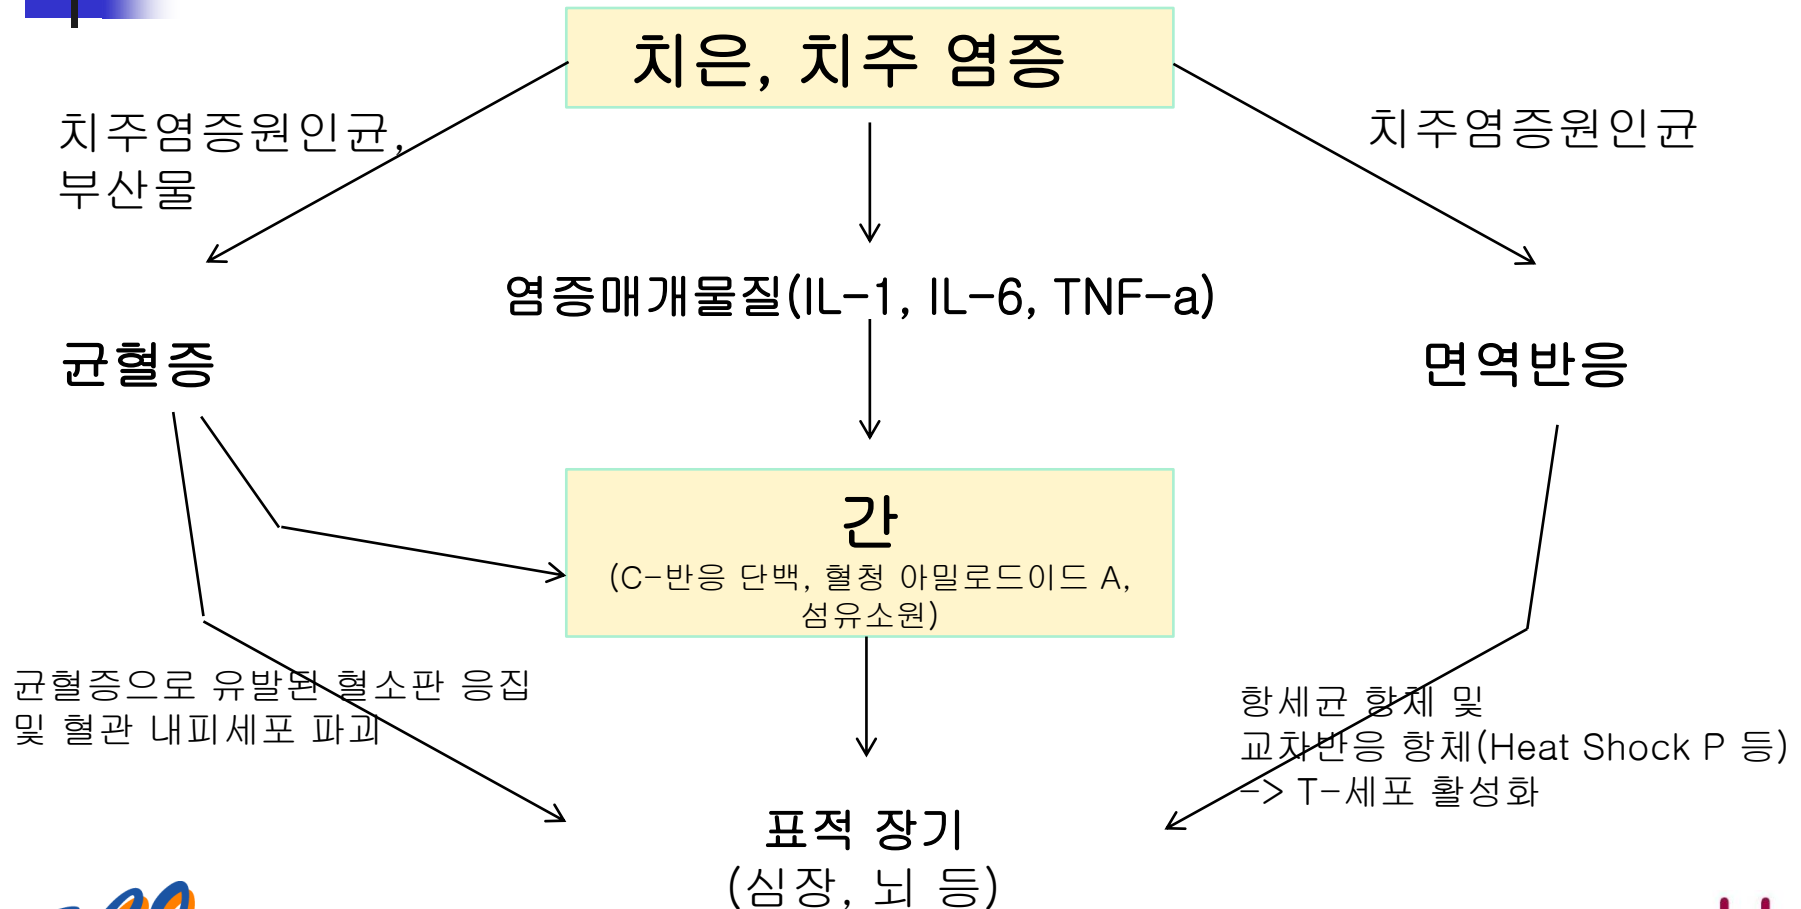 치은, 치주 염증
치주염증원인균,
부산물
치주염증원인균
염증매개물질(IL-1, IL-6, TNF-a)
균혈증
면역반응
간
(C-반응 단백, 혈청 아밀로드이드 A,
섬유소원)
균혈증으로 유발된 혈소판 응집
및 혈관 내피세포 파괴
항세균 항체 및
교차반응 항체(Heat Shock P 등)
-> T-세포 활성화
표적 장기
(심장, 뇌 등)